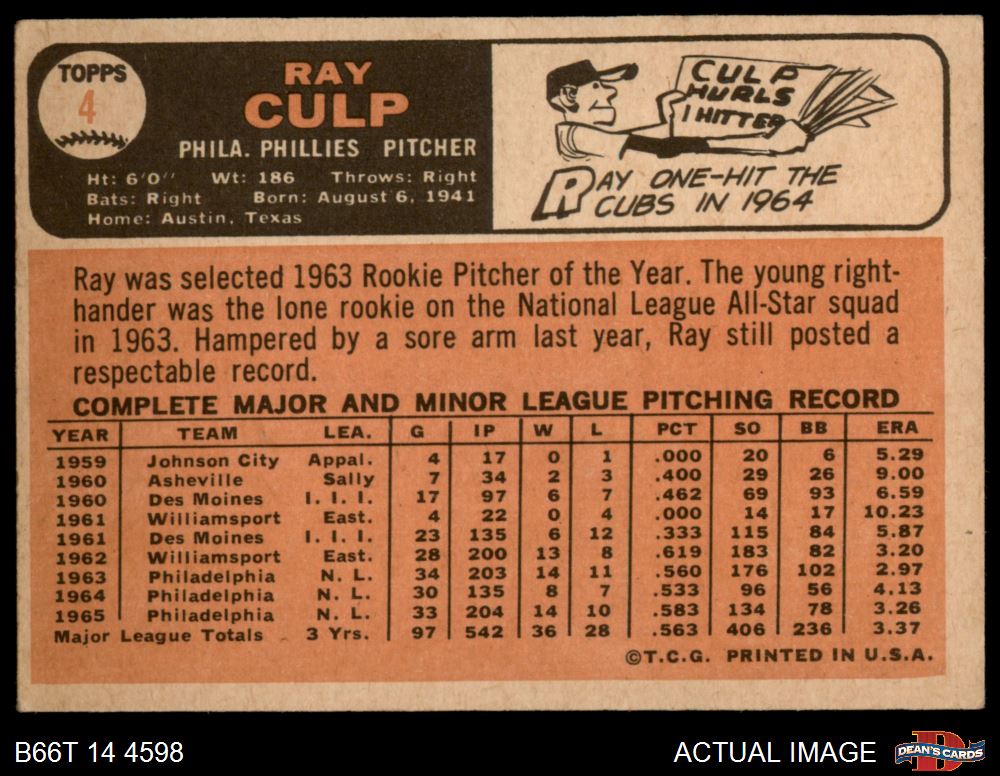 TOPPS
4
RAY
CULP
PHILA. PHILLIES PITCHER
Ht: 6'0" Wt: 186 Throws: Right
Bats: Right Born: August 6, 1941
Home: Austin, Texas
CULP
HURLS
1 HITTER
RAY ONE-HIT THE
CUBS IN 1964
Ray was selected 1963 Rookie Pitcher of the Year. The young right-
hander was the lone rookie on the National League All-Star squad
in 1963. Hampered by a sore arm last year, Ray still posted a
respectable record.
COMPLETE MAJOR AND MINOR LEAGUE PITCHING RECORD
YEAR TEAM LEA. G IP W L PCT SO BB ERA
1959 Johnson City Appal. 4 17 0 1 .000 20 6 5.29
1960 Asheville Sally 7 34 2 3 .400 29 26 9.00
1960 Des Moines I. I. I. 17 97 6 7 .462 69 93 6.59
1961 Williamsport East. 4 22 0 4 .000 14 17 10.23
1961 Des Moines I. I. I. 23 135 6 12 .333 115 84 5.87
1962 Williamsport East. 28 200 13 8 .619 183 82 3.20
1963 Philadelphia N. L. 34 203 14 11 .560 176 102 2.97
1964 Philadelphia N. L. 30 135 8 7 .533 96 56 4.13
1965 Philadelphia N. L. 33 204 14 10 .583 134 78 3.26
Major League Totals 3 Yrs. 97 542 36 28 .563 406 236 3.37
©T.C.G. PRINTED IN U.S.A.
B66T 14 4598
ACTUAL IMAGE
DEAN'S CARDS